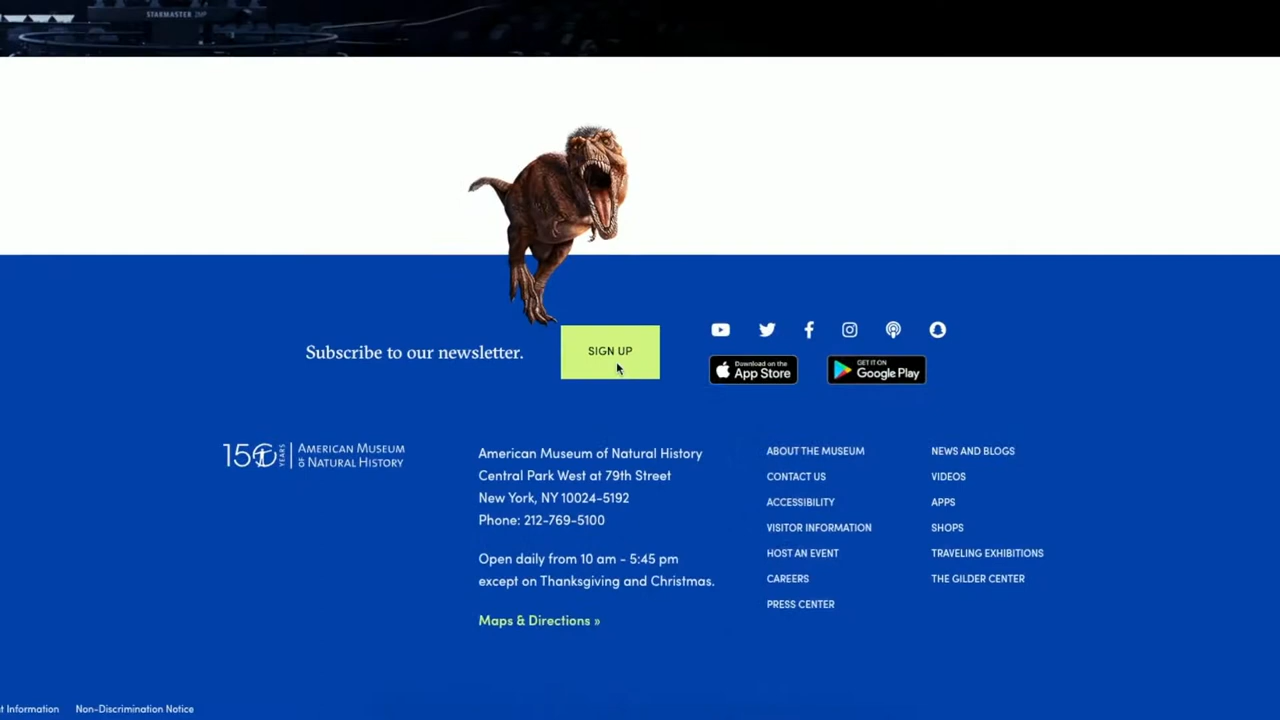 STARMASTER ZMP
Subscribe to our newsletter.
SIGN UP
Download on the
App Store
GET IT ON
Google Play
150 YEARS
AMERICAN MUSEUM
OF NATURAL HISTORY
American Museum of Natural History
Central Park West at 79th Street
New York, NY 10024-5192
Phone: 212-769-5100
Open daily from 10 am - 5:45 pm
except on Thanksgiving and Christmas.
Maps & Directions »
ABOUT THE MUSEUM
CONTACT US
ACCESSIBILITY
VISITOR INFORMATION
HOST AN EVENT
CAREERS
PRESS CENTER
NEWS AND BLOGS
VIDEOS
APPS
SHOPS
TRAVELING EXHIBITIONS
THE GILDER CENTER
t Information
Non-Discrimination Notice